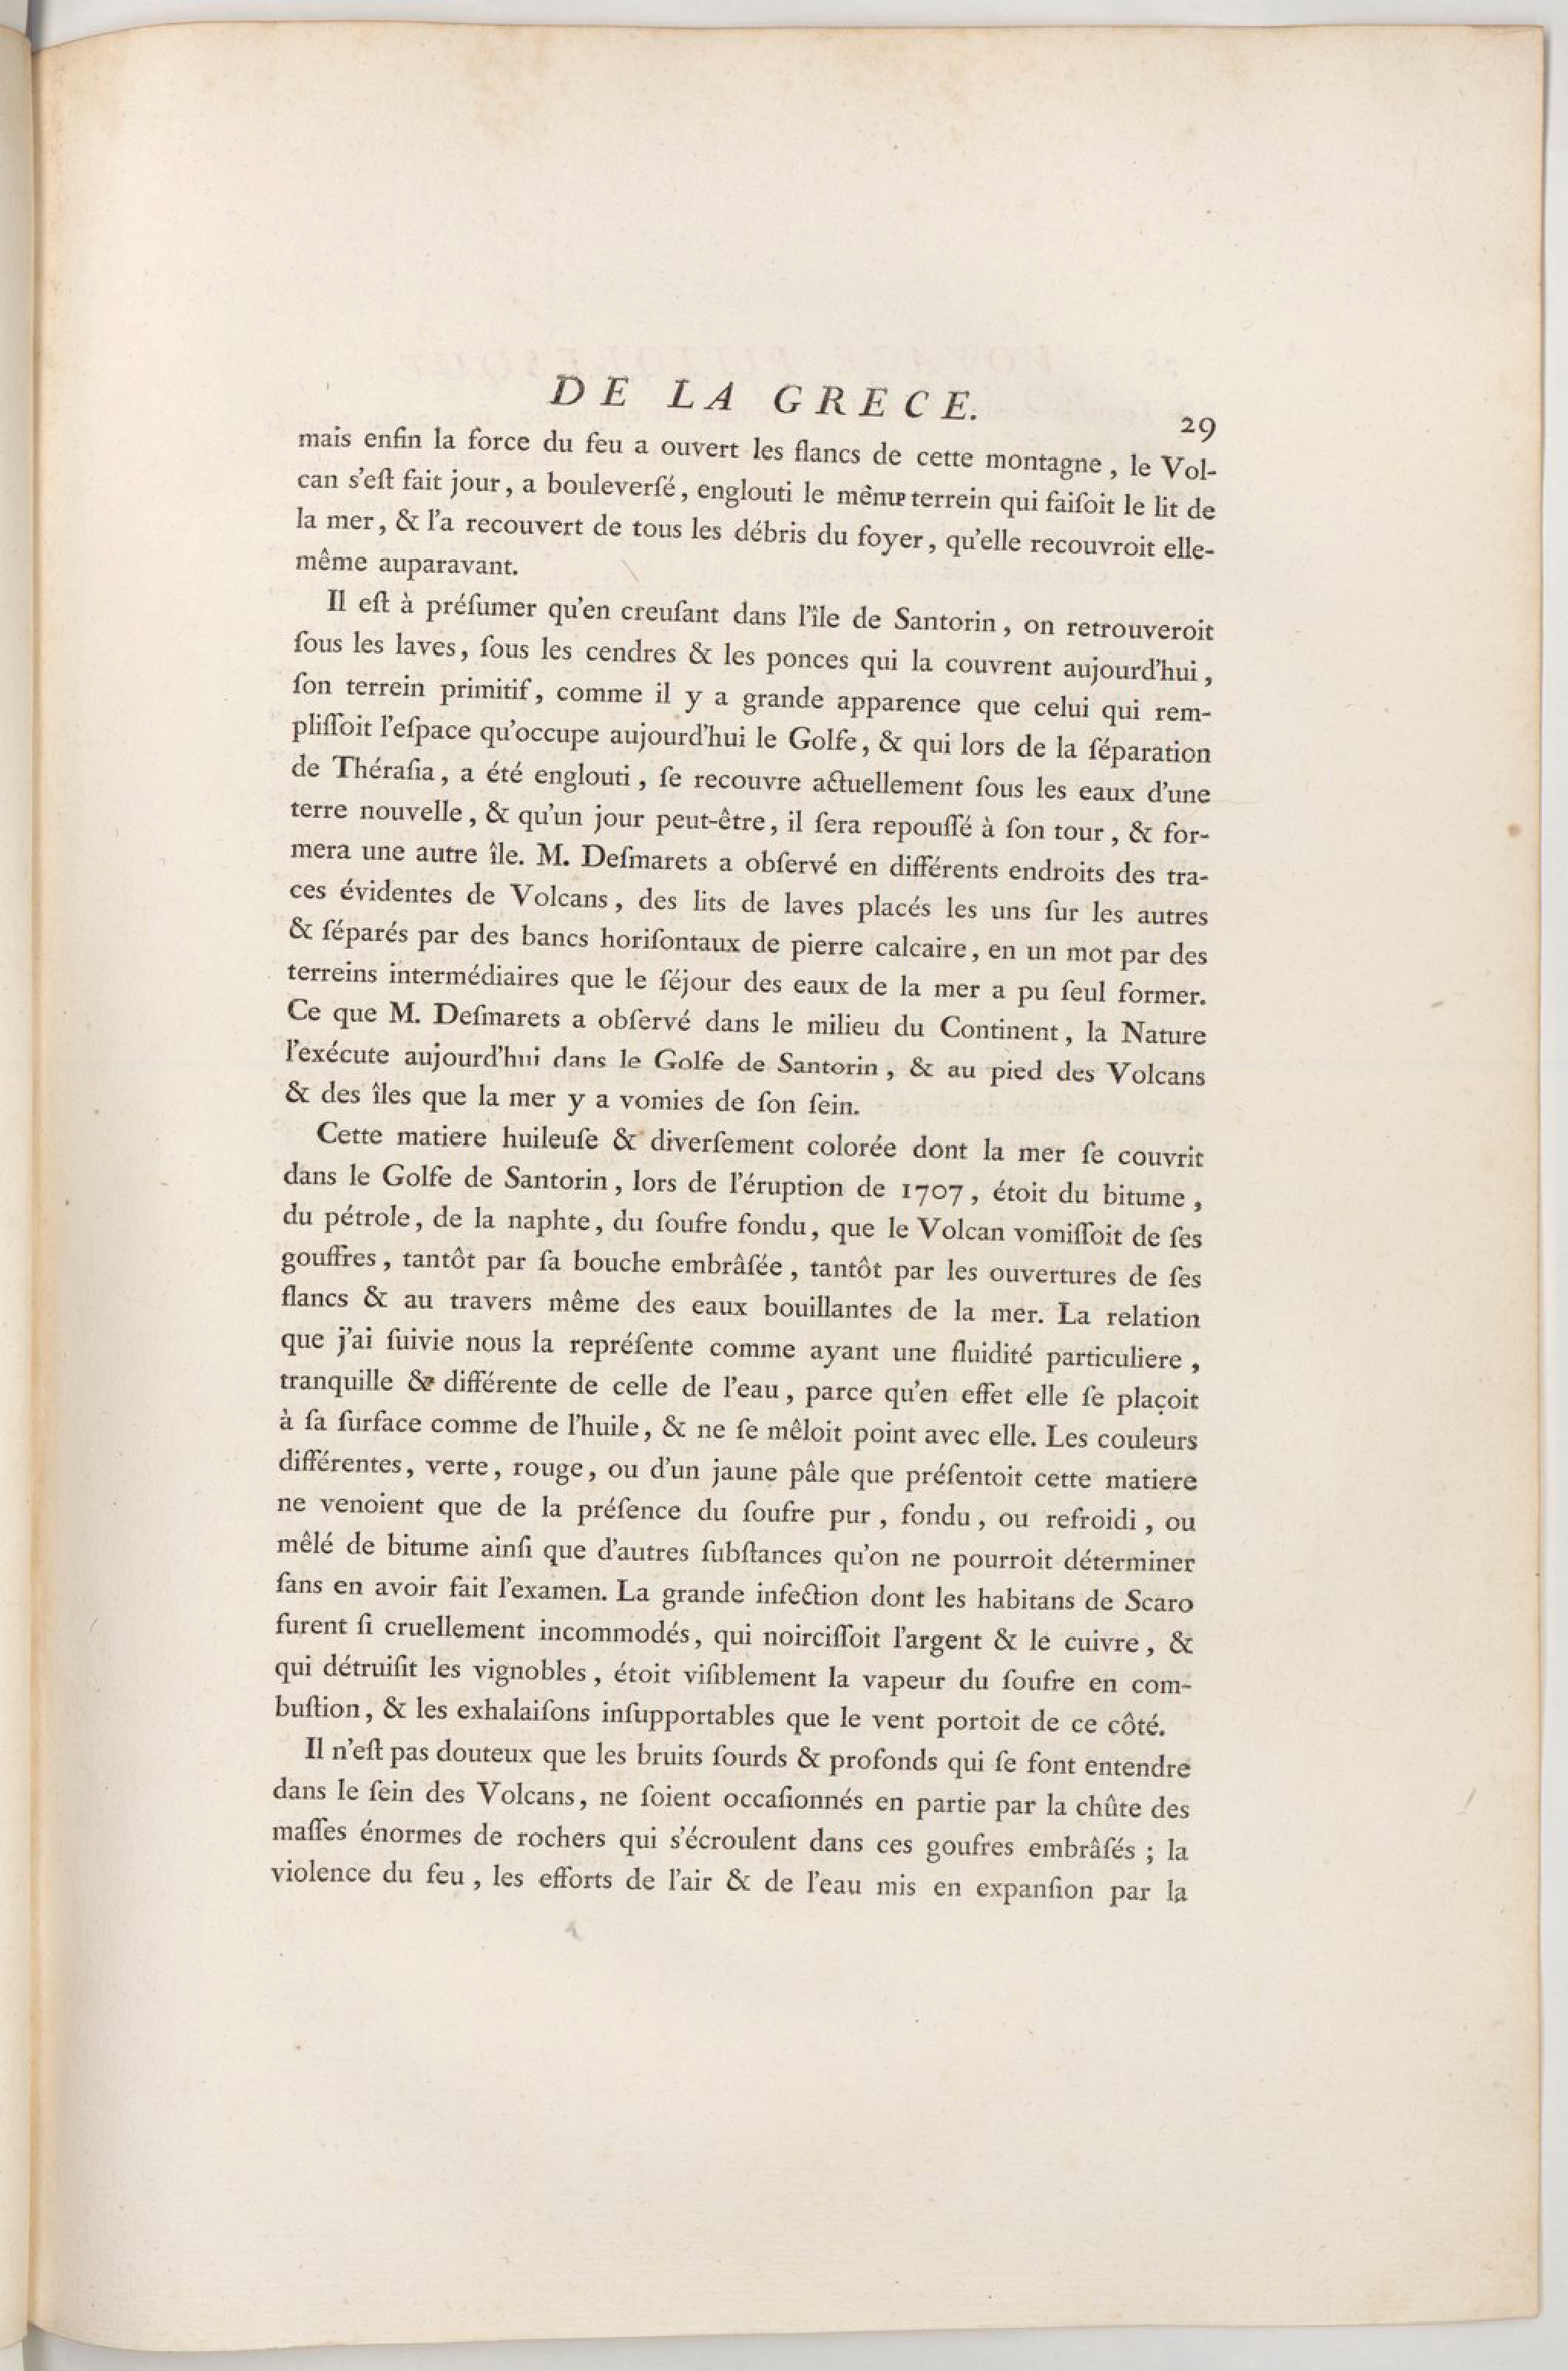 DE LA GRECE. 29
mais enfin la force du feu a ouvert les flancs de cette montagne, le Vol-
can s'eſt fait jour, a bouleverſé, englouti le même terrein qui faiſoit le lit de
la mer, & l'a recouvert de tous les débris du foyer, qu'elle recouvroit elle-
même auparavant.
Il eſt à préſumer qu'en creuſant dans l'île de Santorin, on retrouveroit
ſous les laves, ſous les cendres & les ponces qui la couvrent aujourd'hui,
ſon terrein primitif, comme il y a grande apparence que celui qui rem-
pliſſoit l'eſpace qu'occupe aujourd'hui le Golfe, & qui lors de la ſéparation
de Théraſia, a été englouti, ſe recouvre actuellement ſous les eaux d'une
terre nouvelle, & qu'un jour peut-être, il ſera repouſſé à ſon tour, & for-
mera une autre île. M. Deſmarets a obſervé en différents endroits des tra-
ces évidentes de Volcans, des lits de laves placés les uns ſur les autres
& ſéparés par des bancs horiſontaux de pierre calcaire, en un mot par des
terreins intermédiaires que le ſéjour des eaux de la mer a pu ſeul former.
Ce que M. Deſmarets a obſervé dans le milieu du Continent, la Nature
l'exécute aujourd'hui dans le Golfe de Santorin, & au pied des Volcans
& des îles que la mer y a vomies de ſon ſein.
Cette matiere huileuſe & diverſement colorée dont la mer ſe couvrit
dans le Golfe de Santorin, lors de l'éruption de 1707, étoit du bitume,
du pétrole, de la naphte, du ſoufre fondu, que le Volcan vomiſſoit de ſes
gouffres, tantôt par ſa bouche embrâſée, tantôt par les ouvertures de ſes
flancs & au travers même des eaux bouillantes de la mer. La relation
que j'ai ſuivie nous la repréſente comme ayant une fluidité particuliere,
tranquille & différente de celle de l'eau, parce qu'en effet elle ſe plaçoit
à ſa ſurface comme de l'huile, & ne ſe mêloit point avec elle. Les couleurs
différentes, verte, rouge, ou d'un jaune pâle que préſentoit cette matiere
ne venoient que de la préſence du ſoufre pur, fondu, ou refroidi, ou
mêlé de bitume ainſi que d'autres ſubſtances qu'on ne pourroit déterminer
ſans en avoir fait l'examen. La grande infection dont les habitans de Scaro
furent ſi cruellement incommodés, qui noirciſſoit l'argent & le cuivre, &
qui détruiſit les vignobles, étoit viſiblement la vapeur du ſoufre en com-
buſtion, & les exhalaiſons inſupportables que le vent portoit de ce côté.
Il n'eſt pas douteux que les bruits ſourds & profonds qui ſe font entendre
dans le ſein des Volcans, ne ſoient occaſionnés en partie par la chûte des
maſſes énormes de rochers qui s'écroulent dans ces goufres embrâſés ; la
violence du feu, les efforts de l'air & de l'eau mis en expanſion par la